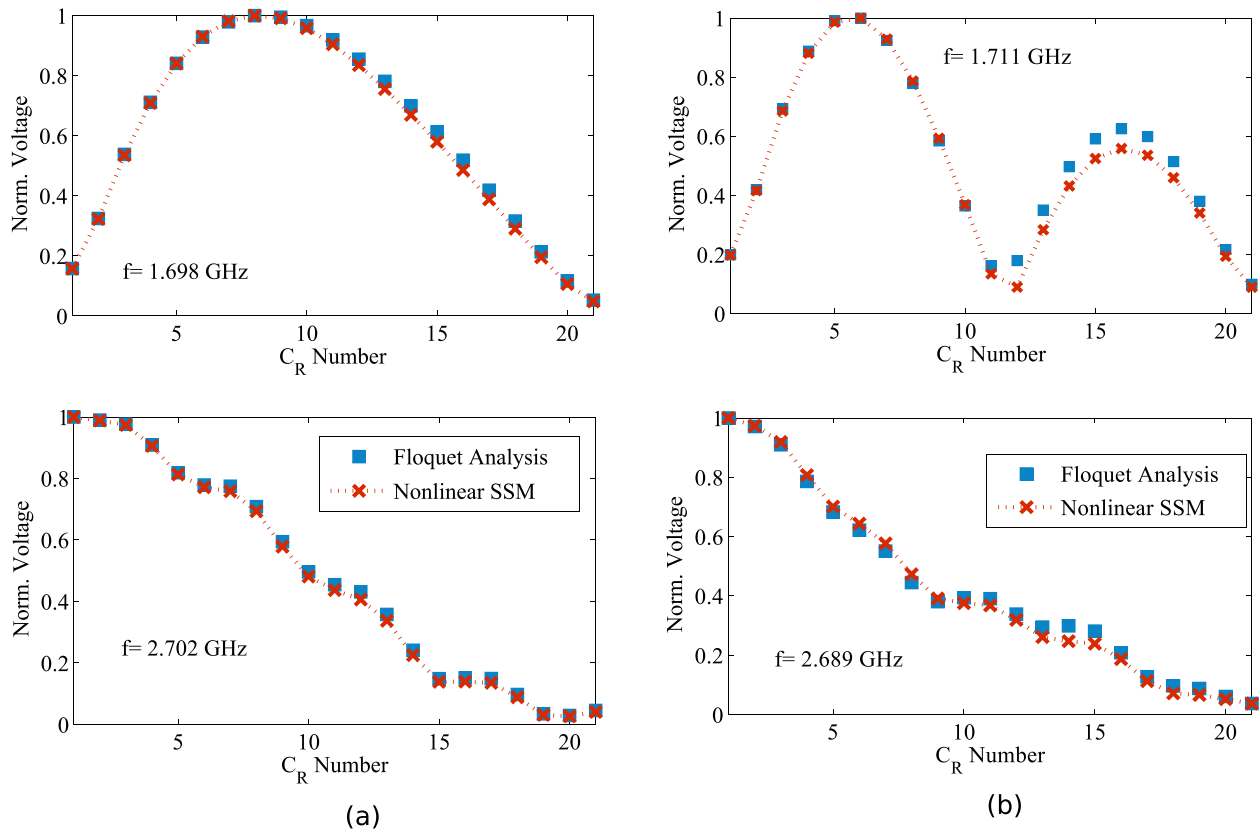 1
0.8
0.6
0.4
0.2
0
Norm. Voltage
f= 1.698 GHz
5
10
15
20
C_R Number
1
0.8
0.6
0.4
0.2
0
Norm. Voltage
f= 1.711 GHz
5
10
15
20
C_R Number
1
0.8
0.6
0.4
0.2
0
Norm. Voltage
Floquet Analysis
Nonlinear SSM
f= 2.702 GHz
5
10
15
20
C_R Number
(a)
1
0.8
0.6
0.4
0.2
0
Norm. Voltage
Floquet Analysis
Nonlinear SSM
f= 2.689 GHz
5
10
15
20
C_R Number
(b)